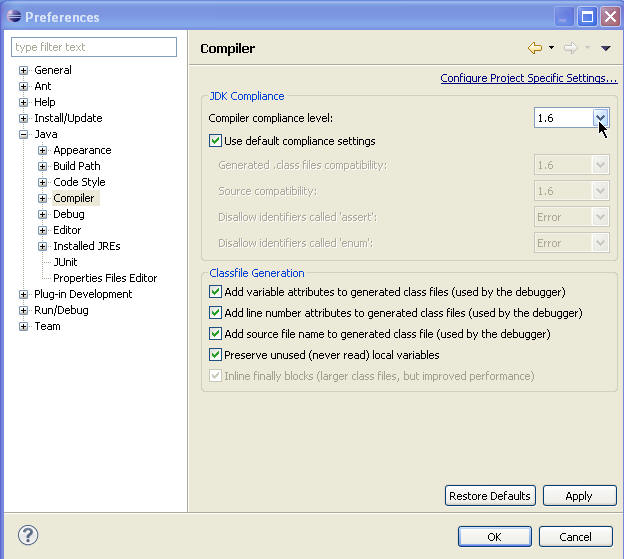 Preferences
type filter text
General
Ant
Help
Install/Update
Java
Appearance
Build Path
Code Style
Compiler
Debug
Editor
Installed JREs
JUnit
Properties Files Editor
Plug-in Development
Run/Debug
Team
Compiler
Configure Project Specific Settings...
JDK Compliance
Compiler compliance level: 1.6
Use default compliance settings
Generated .class files compatibility: 1.6
Source compatibility: 1.6
Disallow identifiers called 'assert': Error
Disallow identifiers called 'enum': Error
Classfile Generation
Add variable attributes to generated class files (used by the debugger)
Add line number attributes to generated class files (used by the debugger)
Add source file name to generated class file (used by the debugger)
Preserve unused (never read) local variables
Inline finally blocks (larger class files, but improved performance)
Restore Defaults Apply
? OK Cancel